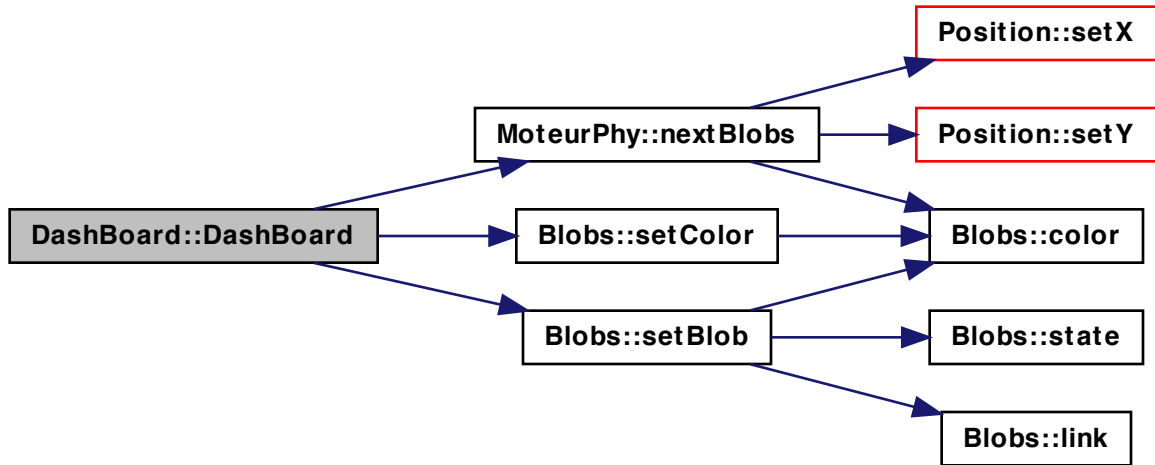 Position::setX
MoteurPhy::nextBlobs
Position::setY
DashBoard::DashBoard
Blobs::setColor
Blobs::color
Blobs::setBlob
Blobs::state
Blobs::link